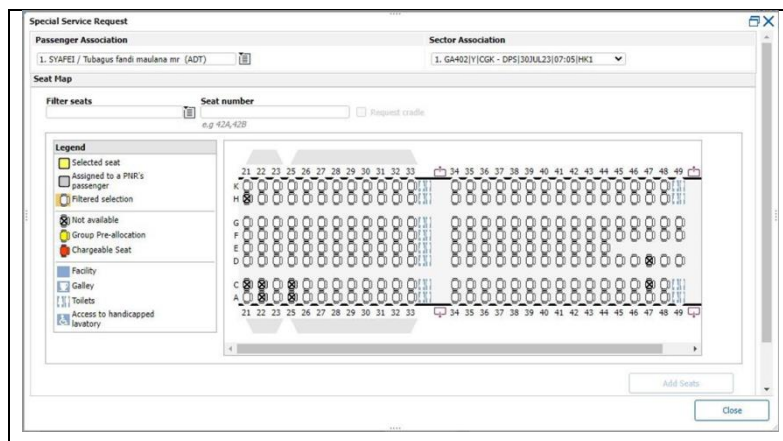 Special Service Request
Passenger Association
Sector Association
1. SYAFEI / Tubagus fandi maulana mr (ADT)
1. GA402|Y|CGK - DPS|30JUL23|07:05|HK1
Seat Map
Filter seats
Seat number
Request cradle
e.g 42A,42B
Legend
Selected seat
Assigned to a PNR's
passenger
Filtered selection
Not available
Group Pre-allocation
Chargeable Seat
Facility
Galley
Toilets
Access to handicapped
lavatory
21 22 23 25 26 27 28 29 30 31 32 33 34 35 36 37 38 39 40 41 42 43 44 45 46 47 48 49
K
H
G
F
E
D
C
A
21 22 23 25 26 27 28 29 30 31 32 33 34 35 36 37 38 39 40 41 42 43 44 45 46 47 48 49
Add Seats
Close